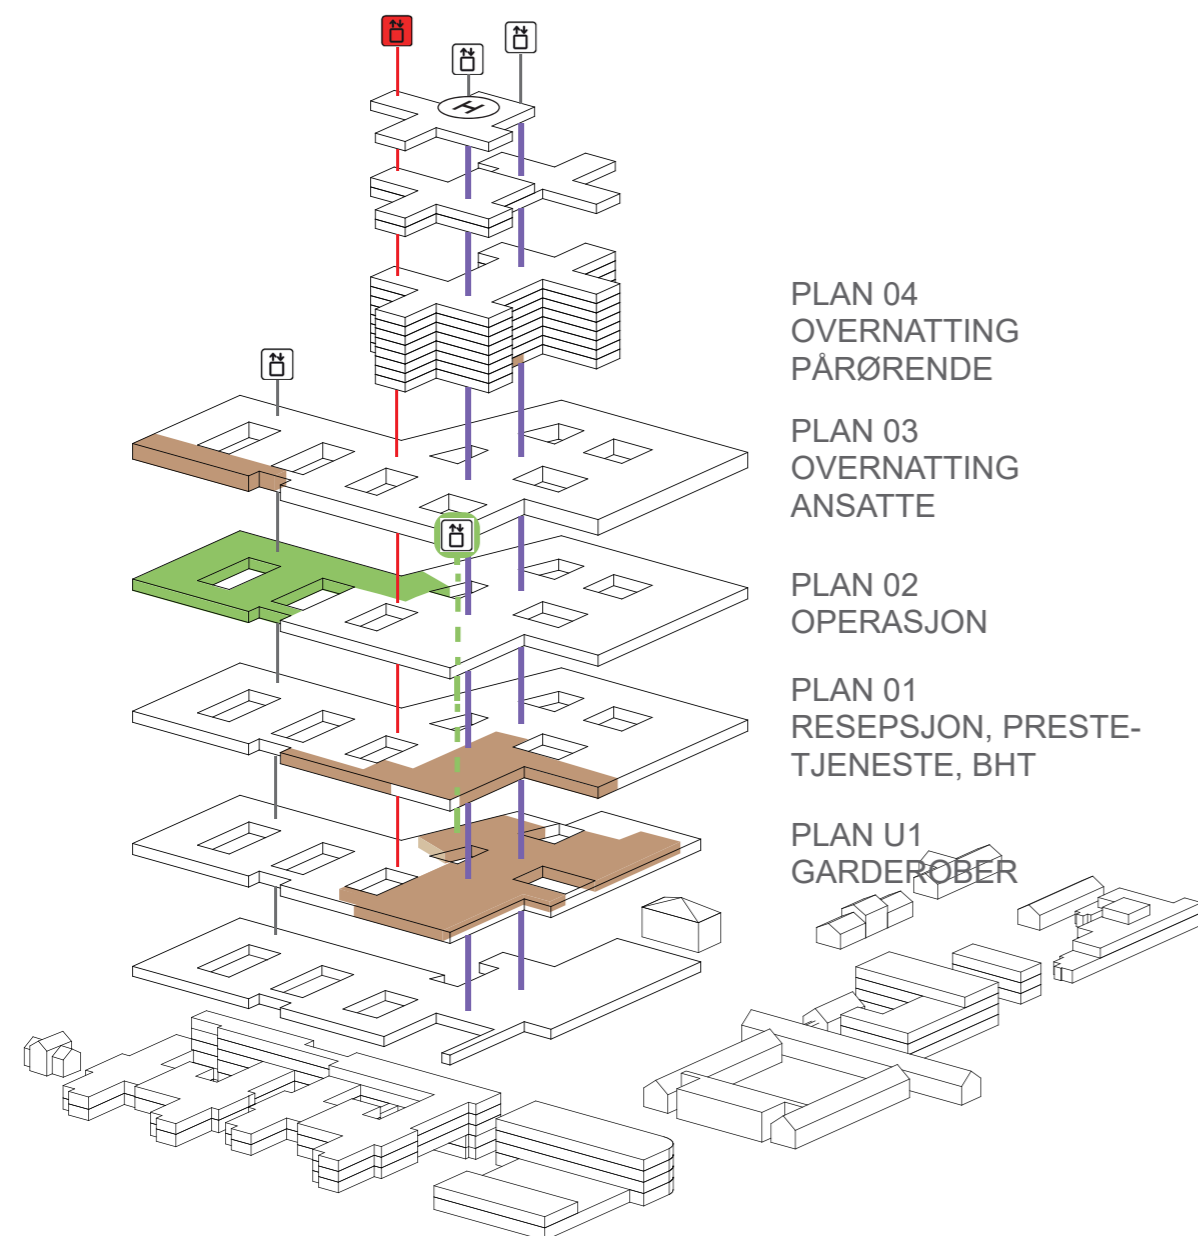 H
PLAN 04
OVERNATTING
PÅRØRENDE
PLAN 03
OVERNATTING
ANSATTE
PLAN 02
OPERASJON
PLAN 01
RESEPSJON, PRESTE-
TJENESTE, BHT
PLAN U1
GARDEROBER